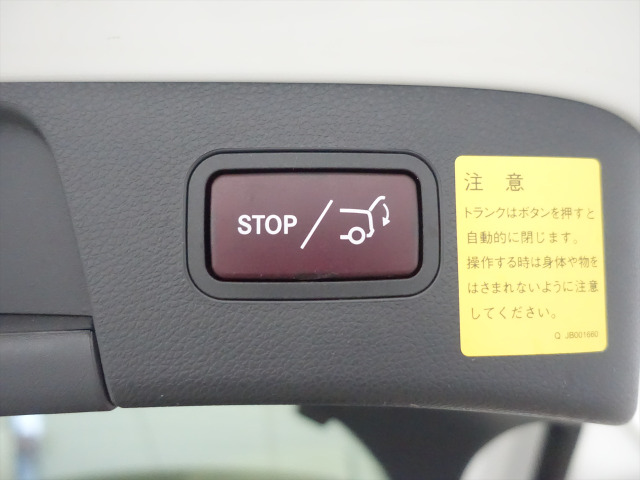 STOP /
注 意
トランクはボタンを押すと
自動的に閉じます。
操作する時は身体や物を
はさまれないように注意
してください。
Q JB001660